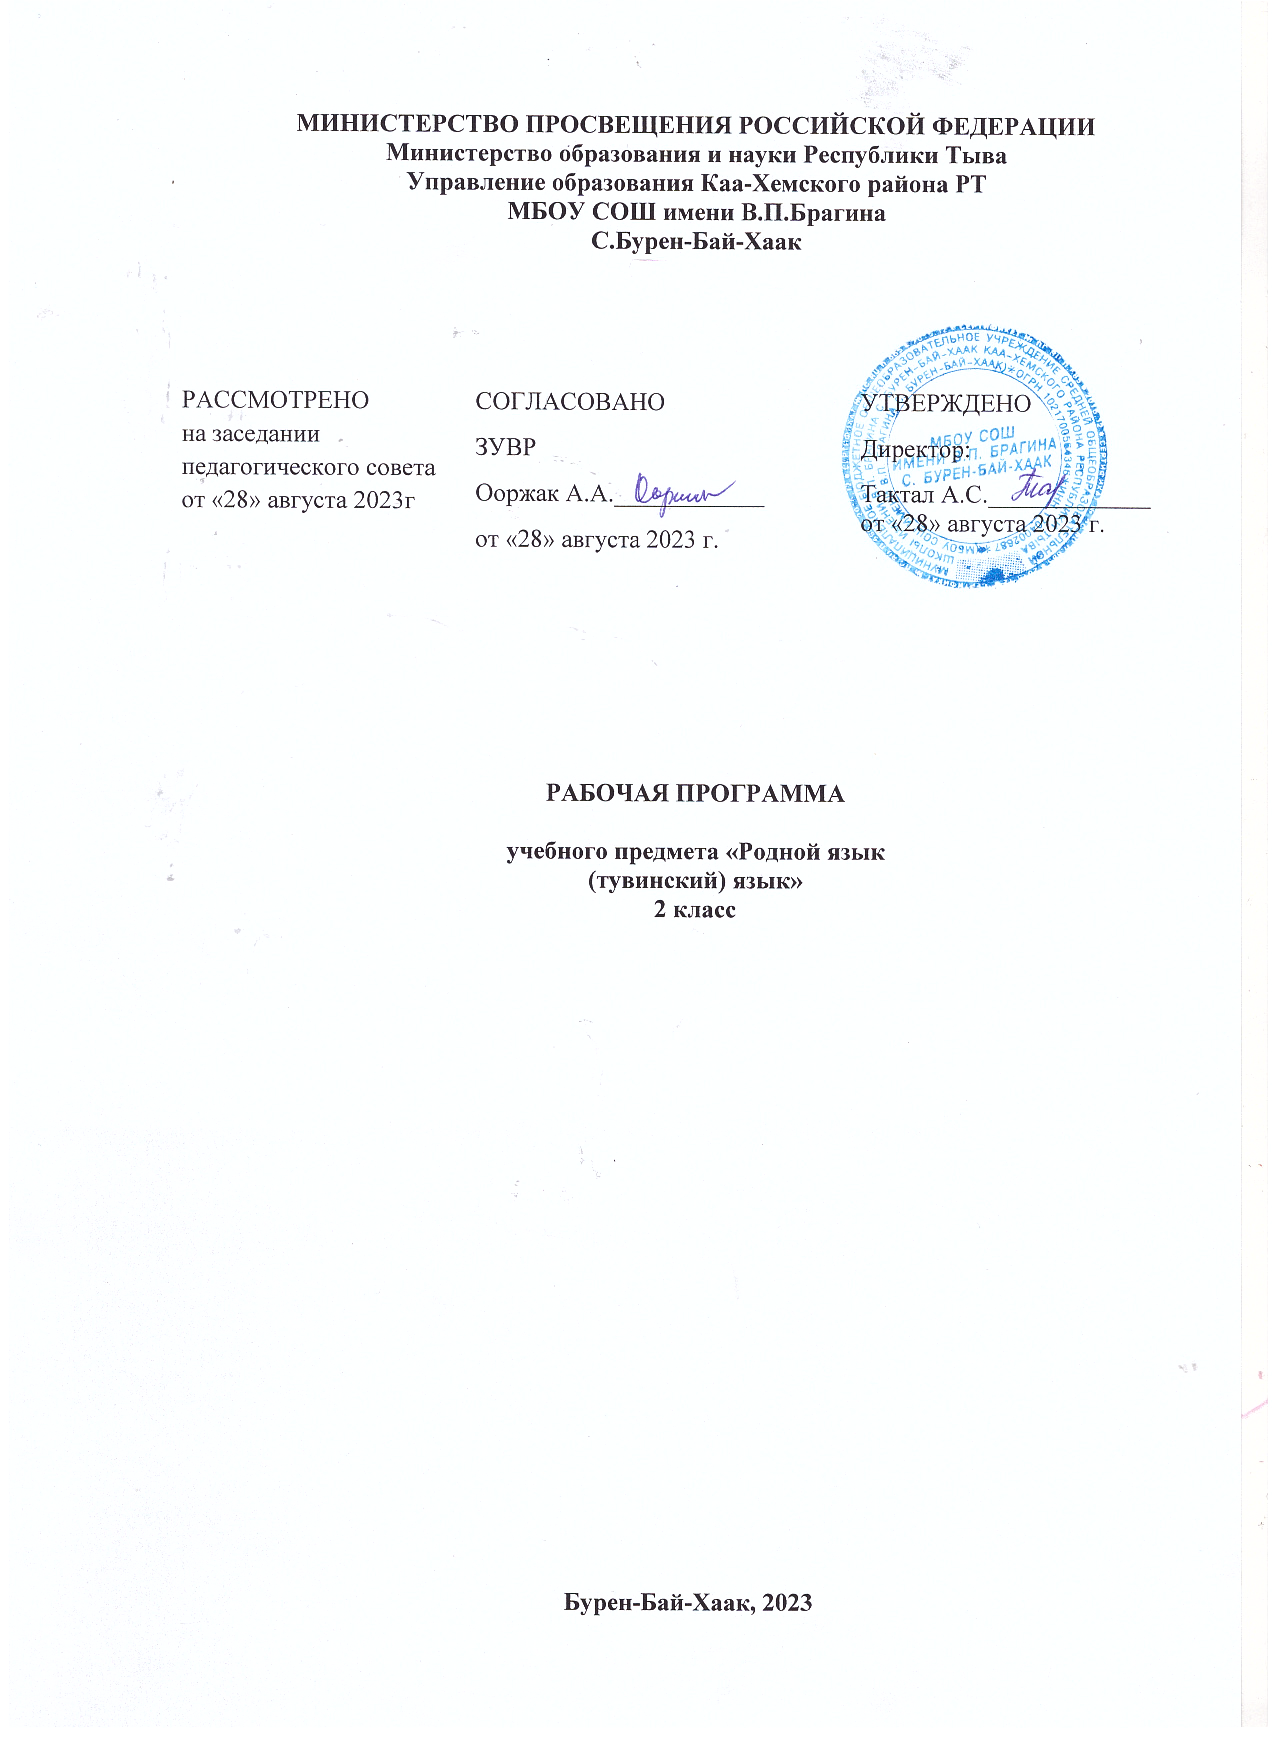 МИНИСТЕРСТВО ПРОСВЕЩЕНИЯ РОССИЙСКОЙ ФЕДЕРАЦИИ
Министерство образования и науки Республики Тыва
Управление образования Каа-Хемского района РТ
МБОУ СОШ имени В.П.Брагина
С.Бурен-Бай-Хаак
РАССМОТРЕНО
на заседании
педагогического совета
от «28» августа 2023г
СОГЛАСОВАНО
ЗУВР
Ооржак А.А.____________
от «28» августа 2023 г.
УТВЕРЖДЕНО
Директор:
Тактал А.С._____________
от «28» августа 2023 г.
МБОУ СОШ
ИМЕНИ В.П. БРАГИНА
С. БУРЕН-БАЙ-ХААК
РАБОЧАЯ ПРОГРАММА
учебного предмета «Родной язык
(тувинский) язык»
2 класс
Бурен-Бай-Хаак, 2023